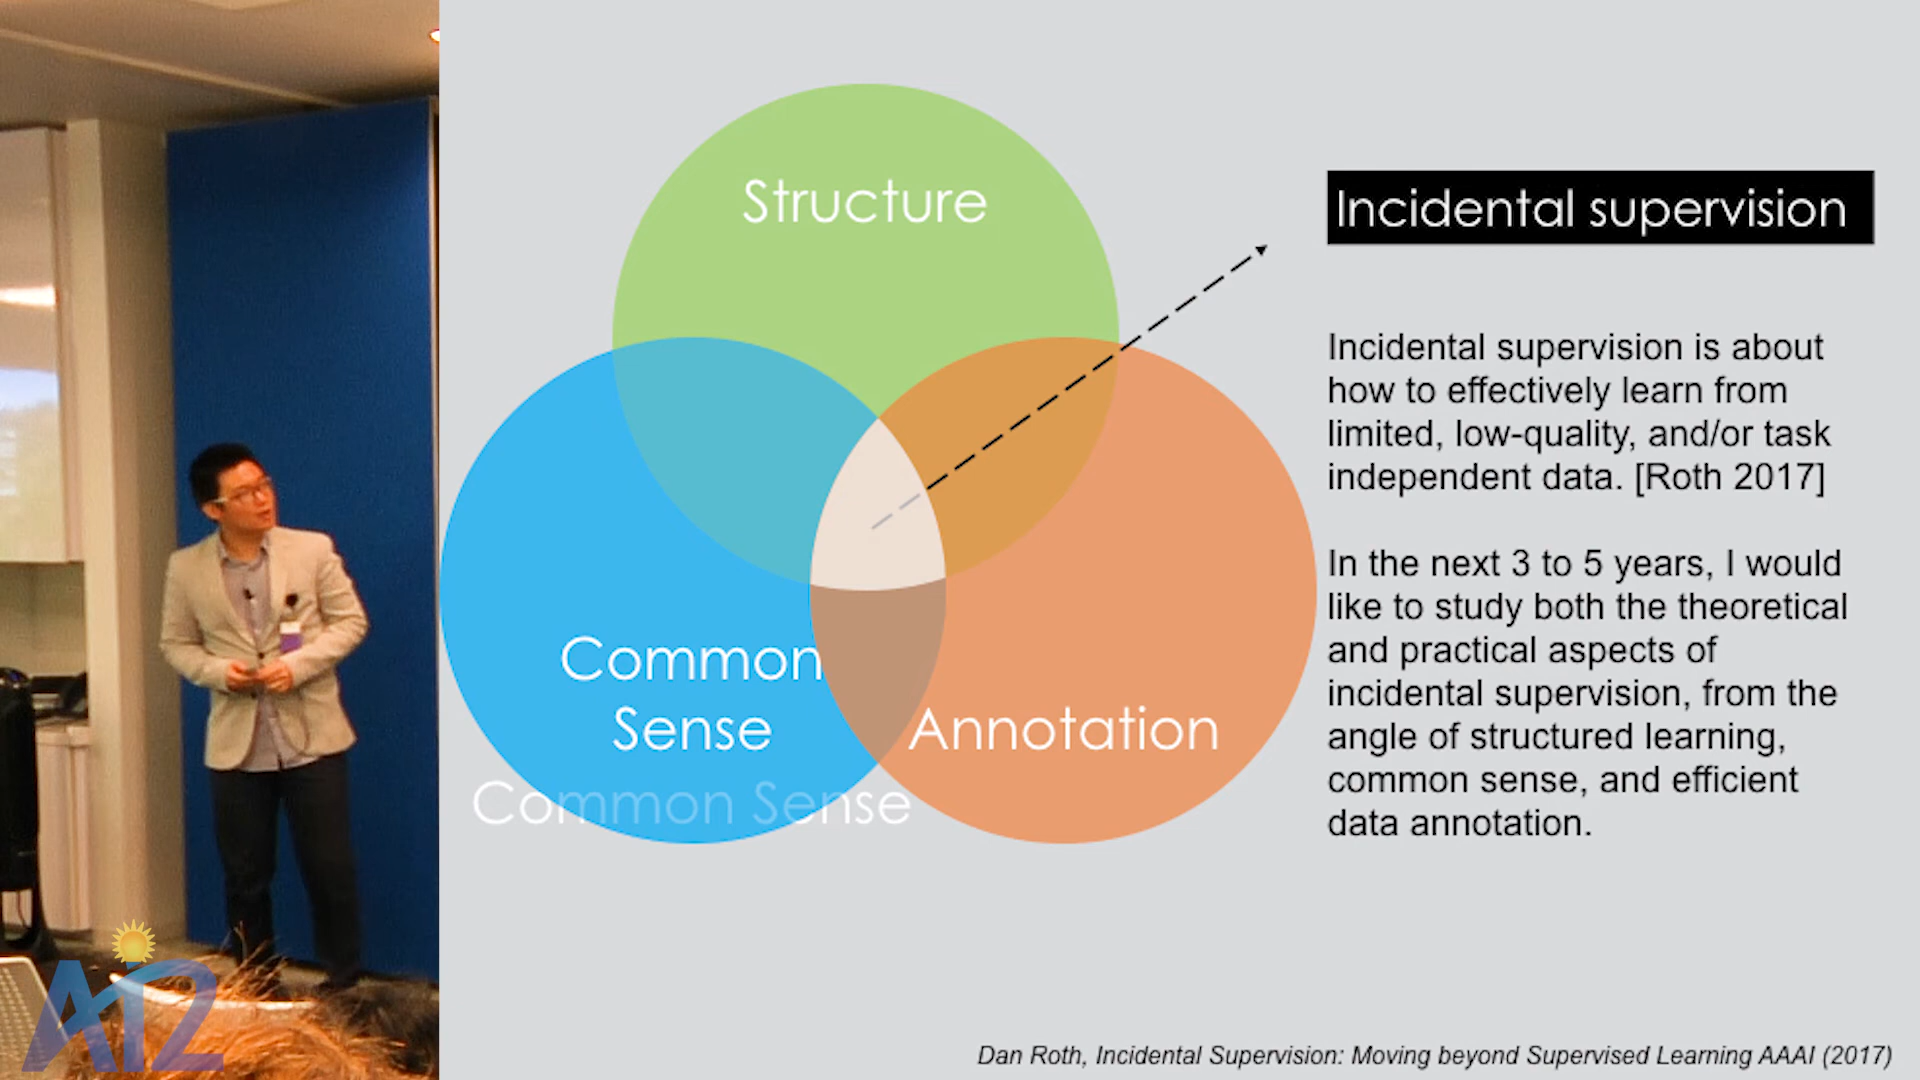 Structure
Common
Sense
Annotation
Common Sense
Incidental supervision
Incidental supervision is about
how to effectively learn from
limited, low-quality, and/or task
independent data. [Roth 2017]
In the next 3 to 5 years, I would
like to study both the theoretical
and practical aspects of
incidental supervision, from the
angle of structured learning,
common sense, and efficient
data annotation.
Dan Roth, Incidental Supervision: Moving beyond Supervised Learning AAAI (2017)
Ai2